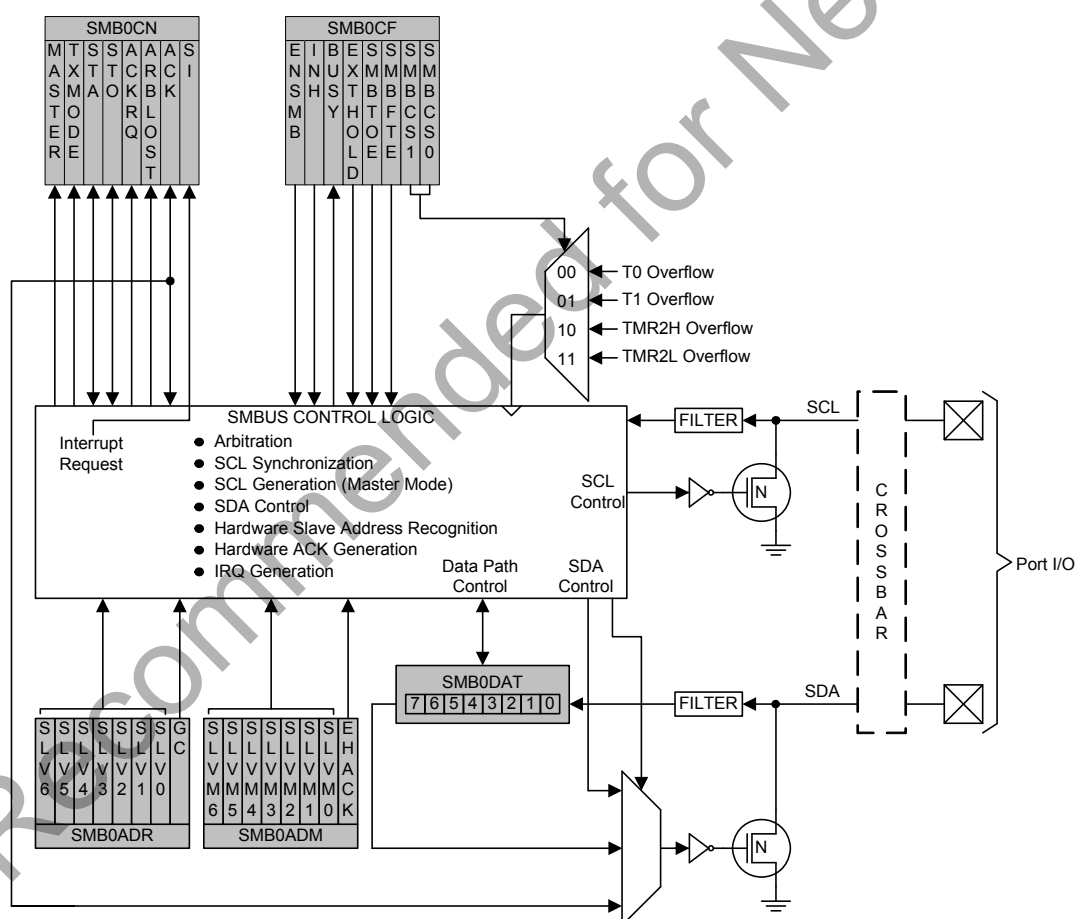 SMB0CN
MASTER
TXMODE
STA
STO
ACKRQ
ARBLOST
ACK
SI
SMB0CF
ENSMB
INH
BUSY
EXTHOLD
SMBTOE
SMBFTE
SMBCS1
SMBCS0
00
T0 Overflow
01
T1 Overflow
10
TMR2H Overflow
11
TMR2L Overflow
SMBUS CONTROL LOGIC
Interrupt
Request
● Arbitration
● SCL Synchronization
● SCL Generation (Master Mode)
● SDA Control
● Hardware Slave Address Recognition
● Hardware ACK Generation
● IRQ Generation
Data Path
Control
SDA
Control
SCL
Control
FILTER
SCL
N
CROSSBAR
Port I/O
SMB0DAT
7 6 5 4 3 2 1 0
FILTER
SDA
N
SLV6
SLV5
SLV4
SLV3
SLV2
SLV1
SLV0
GC
SMB0ADR
SLVM6
SLVM5
SLVM4
SLVM3
SLVM2
SLVM1
SLVM0
EHACK
SMB0ADM
Recommended for Ne